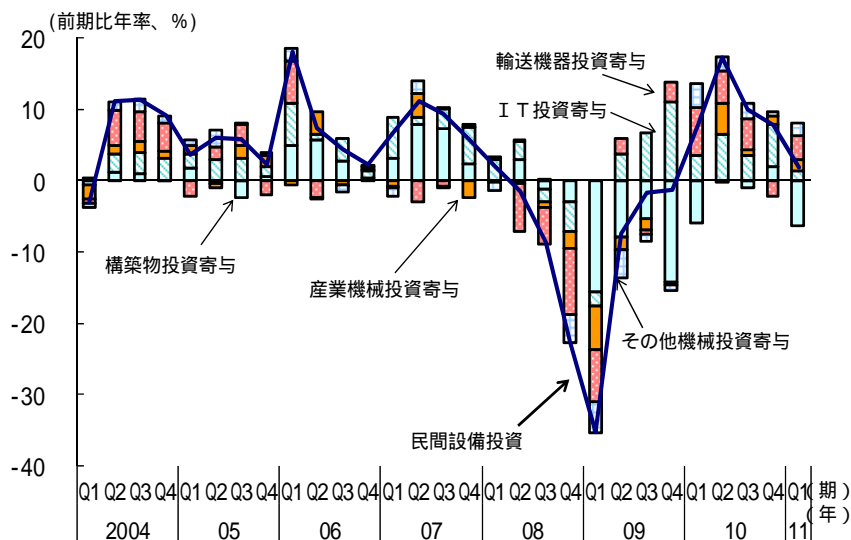 (前期比年率、%)
20
輸送機器投資寄与
10
IT投資寄与
0
構築物投資寄与
産業機械投資寄与
-10
その他機械投資寄与
-20
-30
民間設備投資
-40
Q1 Q2 Q3 Q4 Q1 Q2 Q3 Q4 Q1 Q2 Q3 Q4 Q1 Q2 Q3 Q4 Q1 Q2 Q3 Q4 Q1 Q2 Q3 Q4 Q1 Q2 Q3 Q4 Q1 (期)
2004 05 06 07 08 09 10 11 (年)